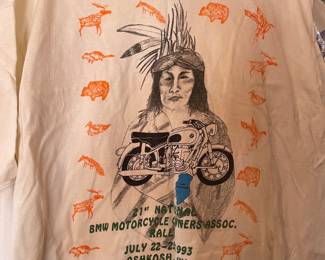 21ST NATIONAL
BMW MOTORCYCLE OWNERS ASSOC.
RALLY
JULY 22-25 1993
OSHKOSH,